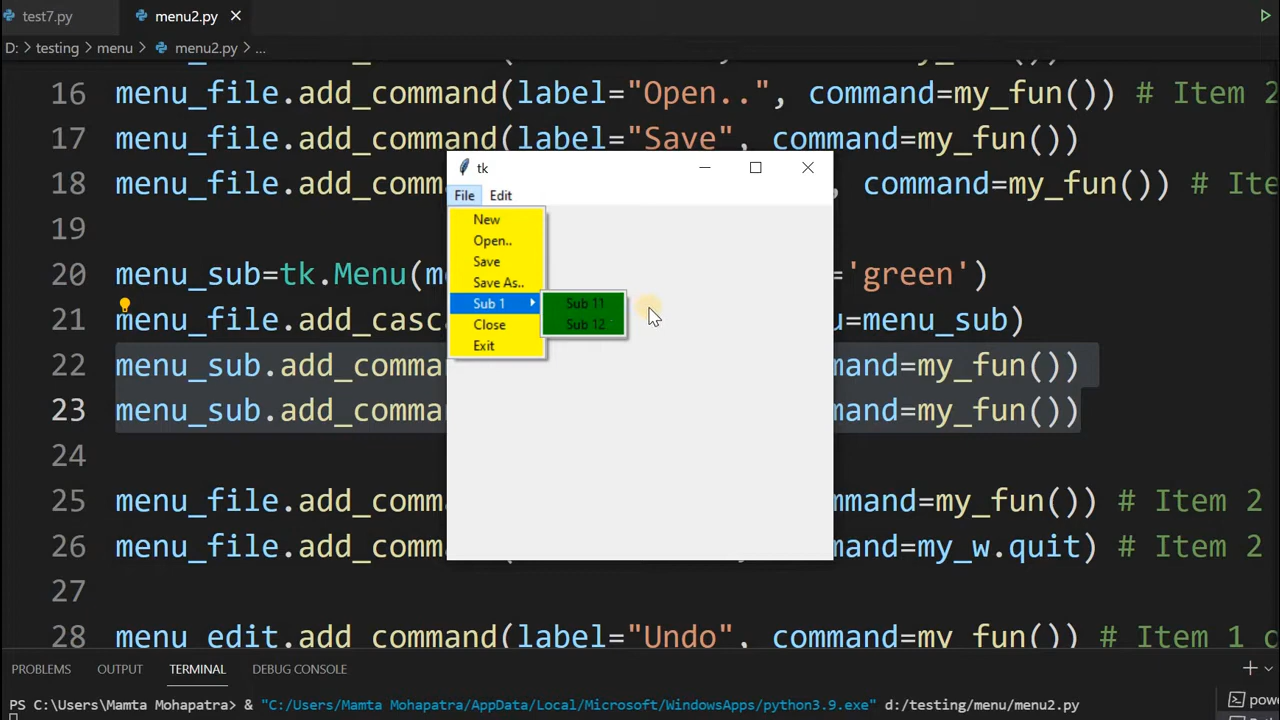 test7.py menu2.py
D: > testing > menu > menu2.py > ...
16 menu_file.add_command(label="Open..", command=my_fun()) # Item 2
17 menu_file.add_command(label="Save", command=my_fun())
18 menu_file.add_comm , command=my_fun()) # Ite
19
20 menu_sub=tk.Menu(me ='green')
21 menu_file.add_casca u=menu_sub)
22 menu_sub.add_comma mand=my_fun())
23 menu_sub.add_comma mand=my_fun())
24
25 menu_file.add_comm mmand=my_fun()) # Item 2
26 menu_file.add_comm mmand=my_w.quit) # Item 2
27
28 menu_edit.add_command(label="Undo", command=my_fun()) # Item 1 o
tk
File Edit
New
Open..
Save
Save As..
Sub 1
Close
Exit
Sub 11
Sub 12
PROBLEMS OUTPUT TERMINAL DEBUG CONSOLE
PS C:\Users\Mamta Mohapatra> & "C:/Users/Mamta Mohapatra/AppData/Local/Microsoft/WindowsApps/python3.9.exe" d:/testing/menu/menu2.py